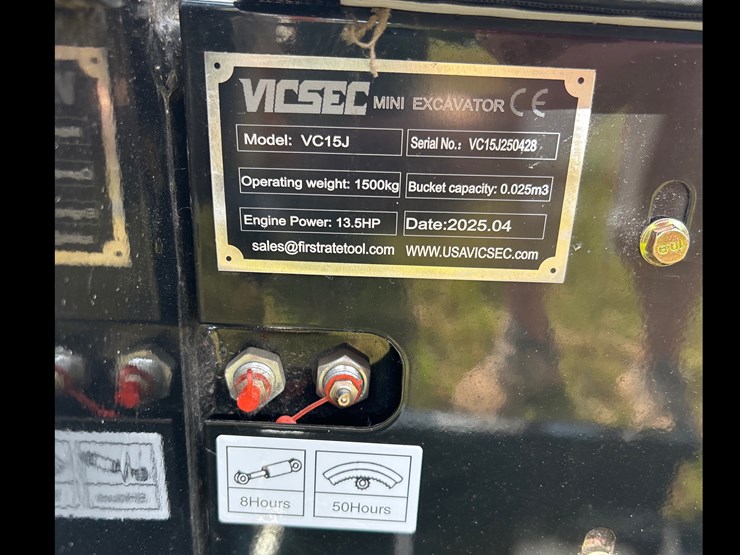 VICSEC MINI EXCAVATOR CE
Model: VC15J
Serial No.: VC15J250428
Operating weight: 1500kg
Bucket capacity: 0.025m3
Engine Power: 13.5HP
Date:2025.04
sales@firstratetool.com
WWW.USAVICSEC.com
8Hours
50Hours